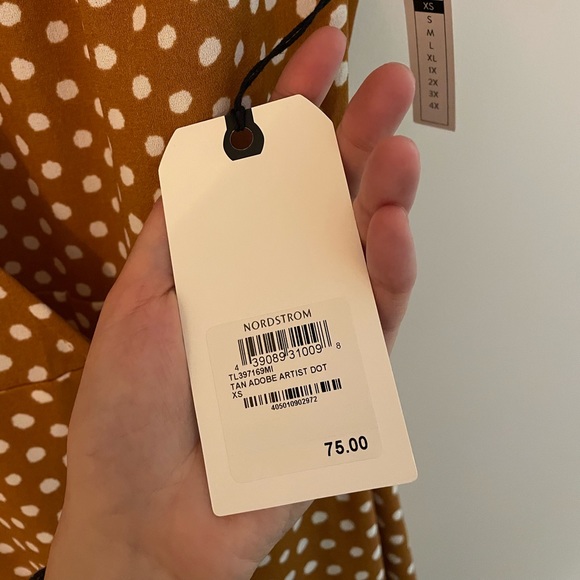 XS
S
M
L
XL
1X
2X
3X
4X
NORDSTROM
4 39089 31009 8
TL397169MI
TAN ADOBE ARTIST DOT
XS
405010902972
75.00